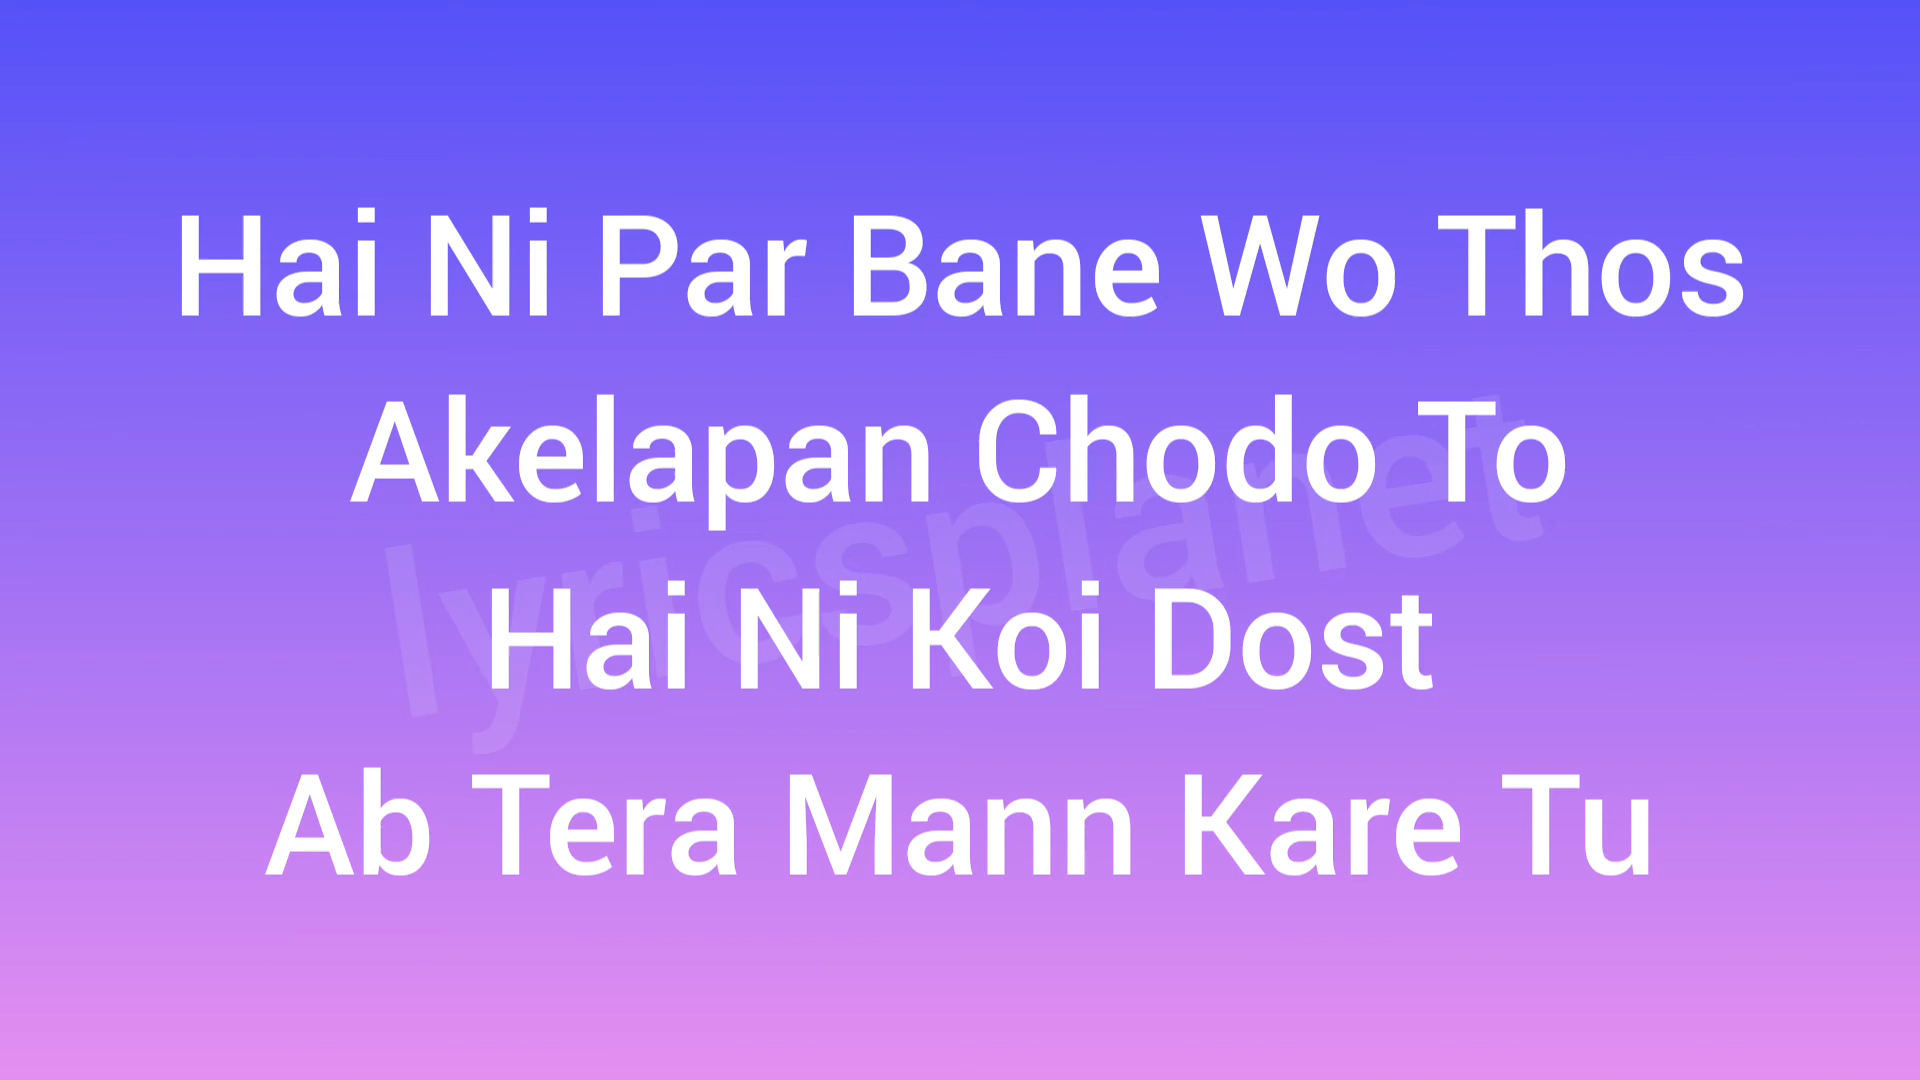 Hai Ni Par Bane Wo Thos
Akelapan Chodo To
lyricsplanet
Hai Ni Koi Dost
Ab Tera Mann Kare Tu